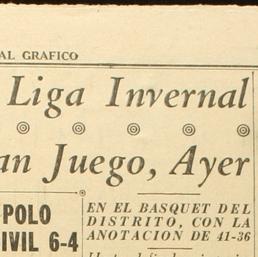 AL GRAFICO
Liga Invernal
an Juego, Ayer
POLO
IVIL 6-4
EN EL BASQUET DEL
DISTRITO, CON LA
ANOTACION DE 41-36